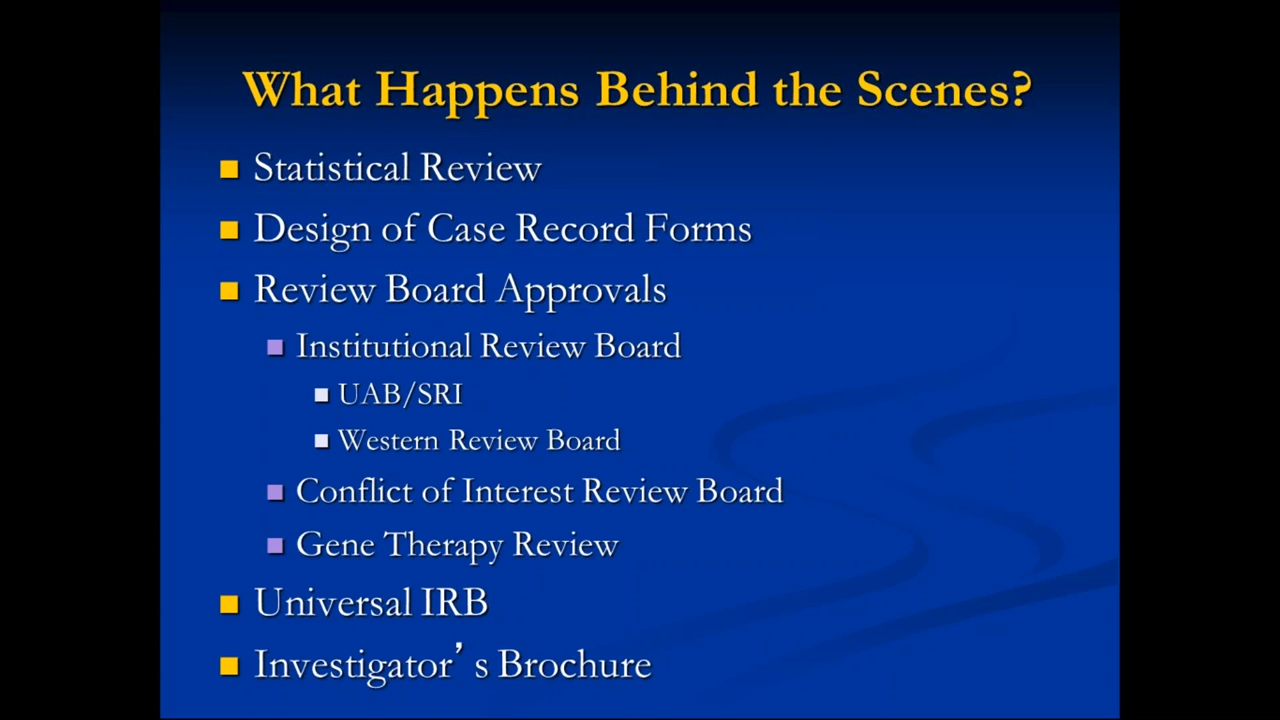 What Happens Behind the Scenes?
Statistical Review
Design of Case Record Forms
Review Board Approvals
Institutional Review Board
UAB/SRI
Western Review Board
Conflict of Interest Review Board
Gene Therapy Review
Universal IRB
Investigator’s Brochure